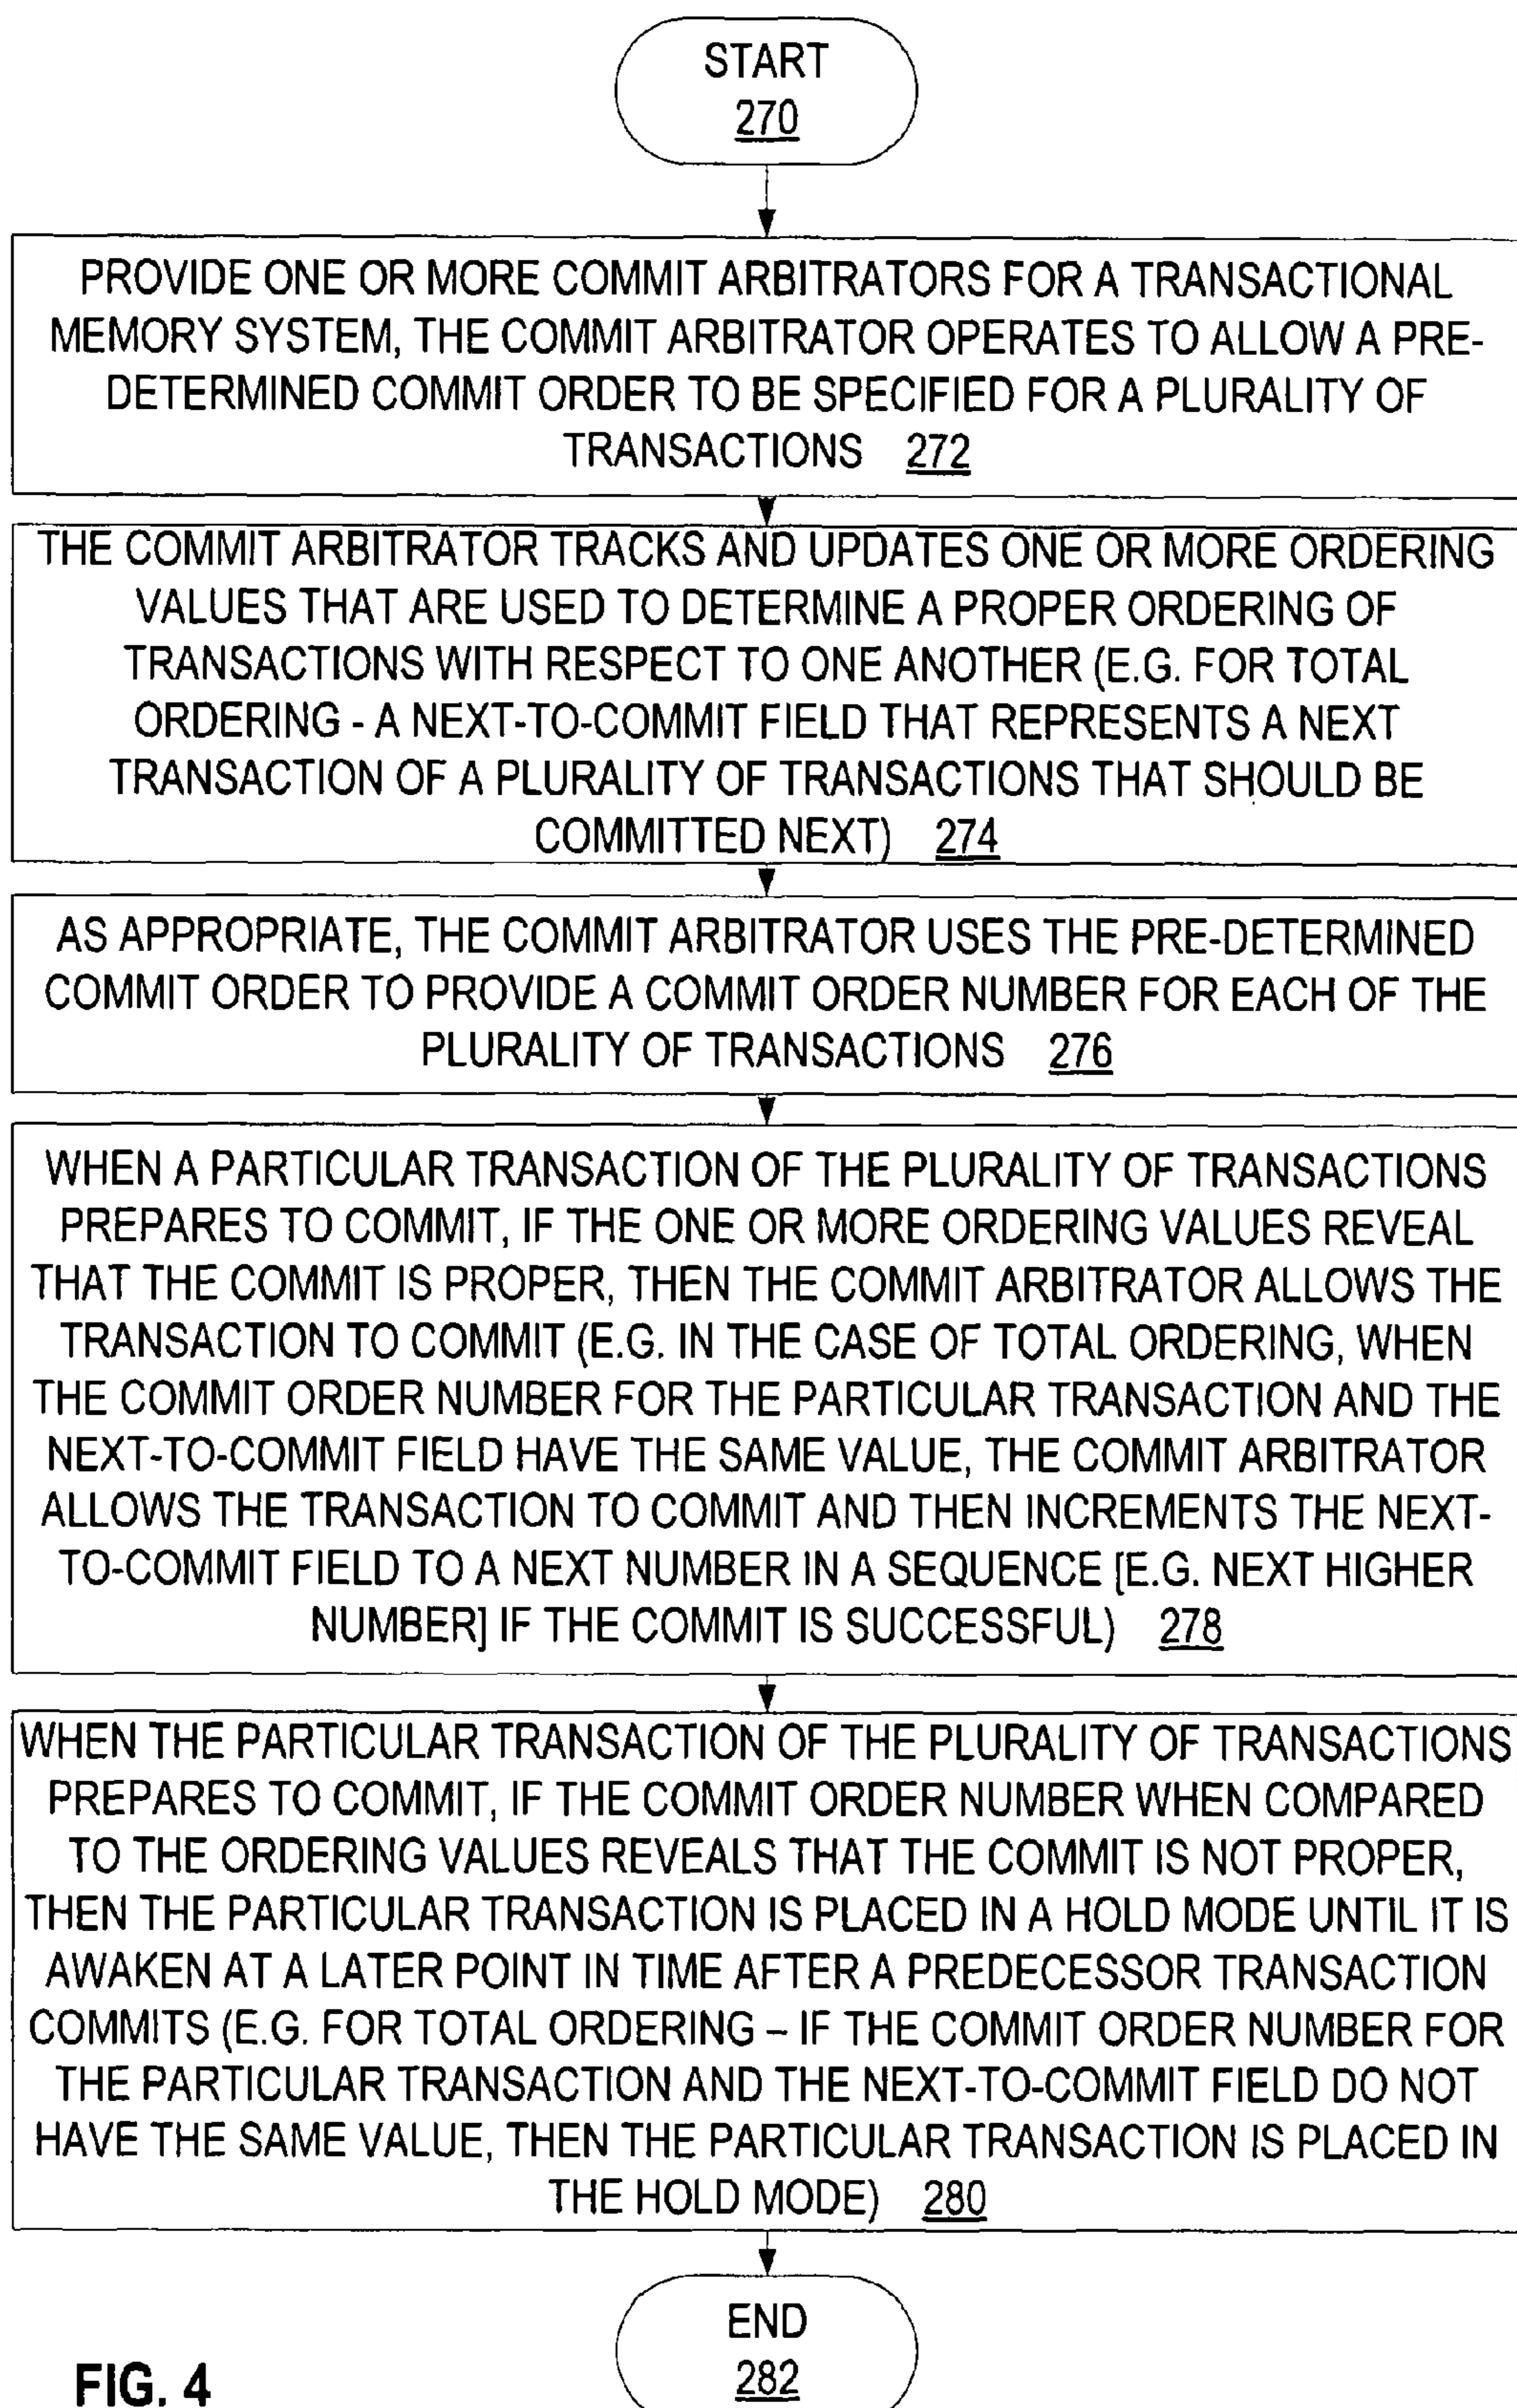 START
270
PROVIDE ONE OR MORE COMMIT ARBITRATORS FOR A TRANSACTIONAL
MEMORY SYSTEM, THE COMMIT ARBITRATOR OPERATES TO ALLOW A PRE-
DETERMINED COMMIT ORDER TO BE SPECIFIED FOR A PLURALITY OF
TRANSACTIONS 272
THE COMMIT ARBITRATOR TRACKS AND UPDATES ONE OR MORE ORDERING
VALUES THAT ARE USED TO DETERMINE A PROPER ORDERING OF
TRANSACTIONS WITH RESPECT TO ONE ANOTHER (E.G. FOR TOTAL
ORDERING - A NEXT-TO-COMMIT FIELD THAT REPRESENTS A NEXT
TRANSACTION OF A PLURALITY OF TRANSACTIONS THAT SHOULD BE
COMMITTED NEXT) 274
AS APPROPRIATE, THE COMMIT ARBITRATOR USES THE PRE-DETERMINED
COMMIT ORDER TO PROVIDE A COMMIT ORDER NUMBER FOR EACH OF THE
PLURALITY OF TRANSACTIONS 276
WHEN A PARTICULAR TRANSACTION OF THE PLURALITY OF TRANSACTIONS
PREPARES TO COMMIT, IF THE ONE OR MORE ORDERING VALUES REVEAL
THAT THE COMMIT IS PROPER, THEN THE COMMIT ARBITRATOR ALLOWS THE
TRANSACTION TO COMMIT (E.G. IN THE CASE OF TOTAL ORDERING, WHEN
THE COMMIT ORDER NUMBER FOR THE PARTICULAR TRANSACTION AND THE
NEXT-TO-COMMIT FIELD HAVE THE SAME VALUE, THE COMMIT ARBITRATOR
ALLOWS THE TRANSACTION TO COMMIT AND THEN INCREMENTS THE NEXT-
TO-COMMIT FIELD TO A NEXT NUMBER IN A SEQUENCE [E.G. NEXT HIGHER
NUMBER] IF THE COMMIT IS SUCCESSFUL) 278
WHEN THE PARTICULAR TRANSACTION OF THE PLURALITY OF TRANSACTIONS
PREPARES TO COMMIT, IF THE COMMIT ORDER NUMBER WHEN COMPARED
TO THE ORDERING VALUES REVEALS THAT THE COMMIT IS NOT PROPER,
THEN THE PARTICULAR TRANSACTION IS PLACED IN A HOLD MODE UNTIL IT IS
AWAKEN AT A LATER POINT IN TIME AFTER A PREDECESSOR TRANSACTION
COMMITS (E.G. FOR TOTAL ORDERING – IF THE COMMIT ORDER NUMBER FOR
THE PARTICULAR TRANSACTION AND THE NEXT-TO-COMMIT FIELD DO NOT
HAVE THE SAME VALUE, THEN THE PARTICULAR TRANSACTION IS PLACED IN
THE HOLD MODE) 280
END
282
FIG. 4